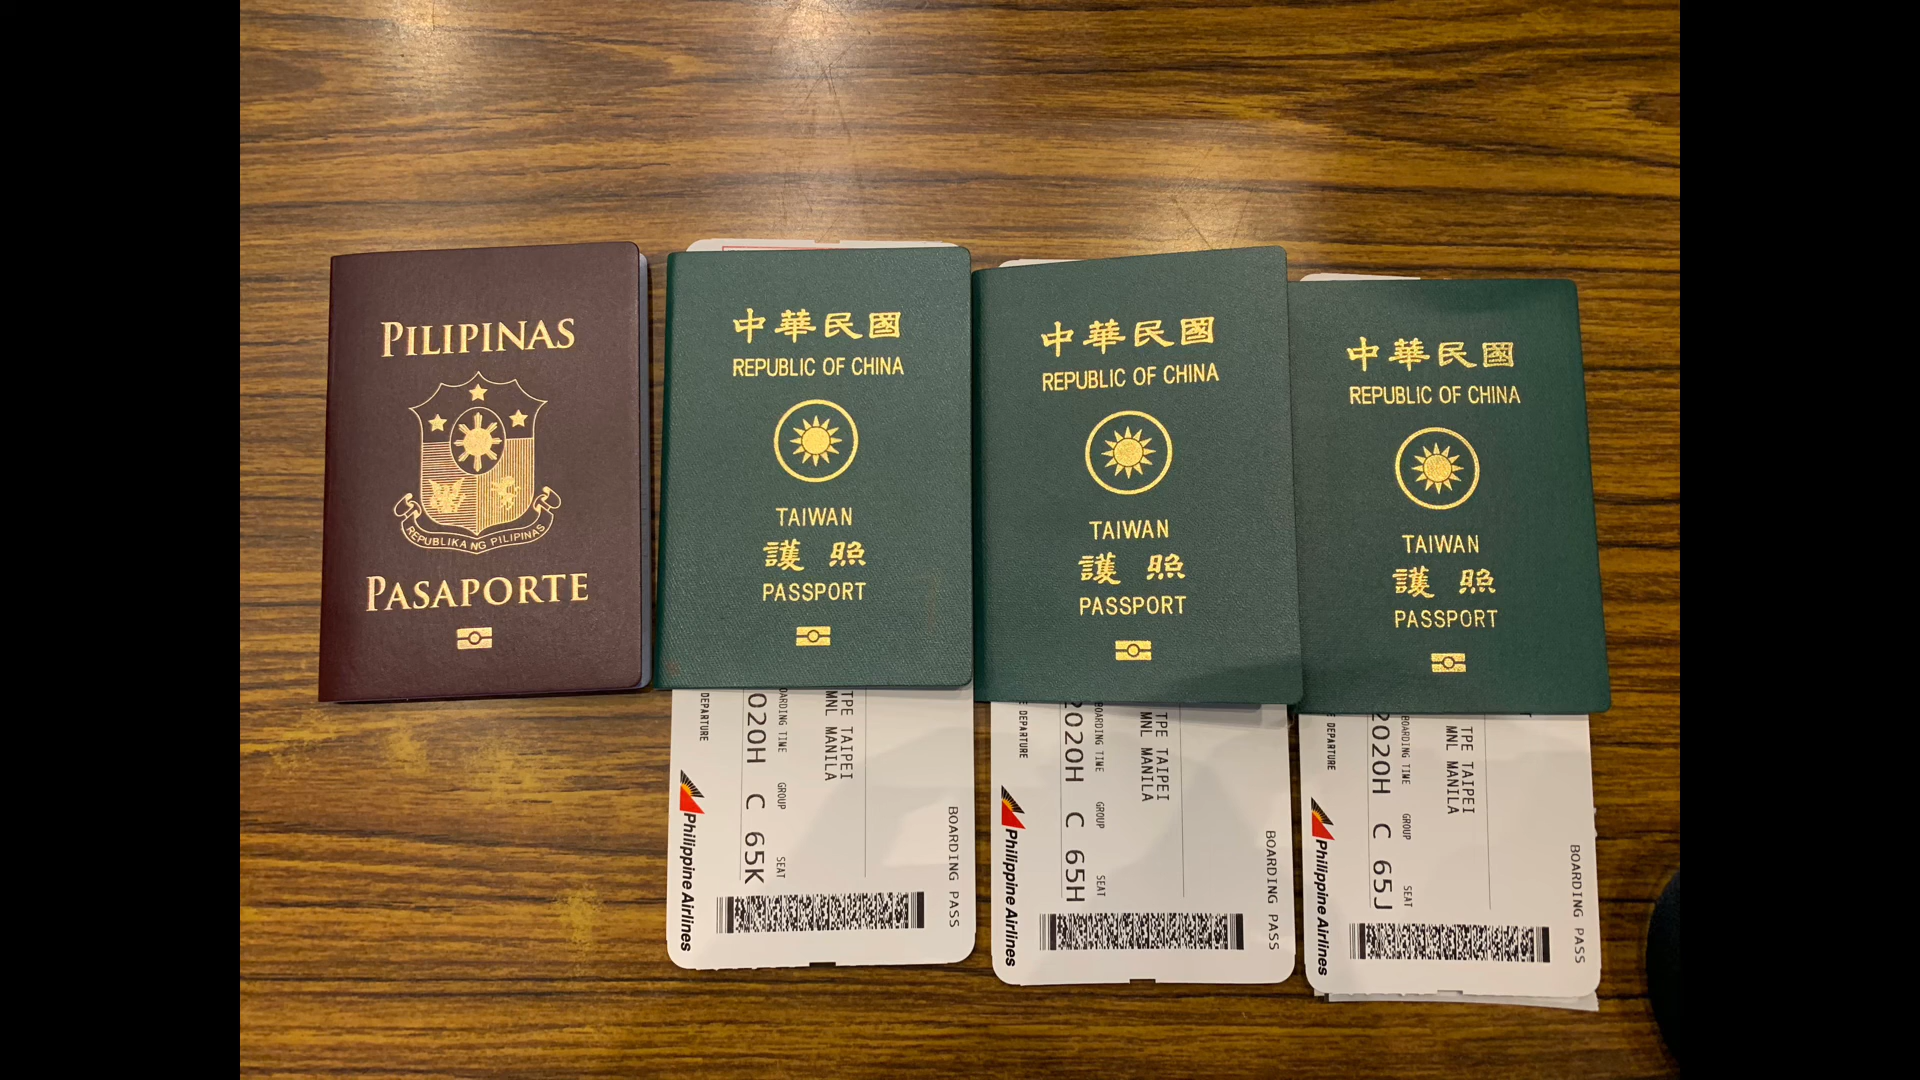 PILIPINAS
REPUBLIKA NG PILIPINAS
PASAPORTE
中華民國
REPUBLIC OF CHINA
TAIWAN
護照
PASSPORT
中華民國
REPUBLIC OF CHINA
TAIWAN
護照
PASSPORT
中華民國
REPUBLIC OF CHINA
TAIWAN
護照
PASSPORT
BOARDING PASS
TPE TAIPEI
MNL MANILA
GROUP SEAT
C 65K
DEPARTURE
Philippine Airlines
BOARDING PASS
TPE TAIPEI
MNL MANILA
BOARDING TIME GROUP SEAT
2020H C 65H
DEPARTURE
Philippine Airlines
BOARDING PASS
TPE TAIPEI
MNL MANILA
BOARDING TIME GROUP SEAT
2020H C 65J
DEPARTURE
Philippine Airlines